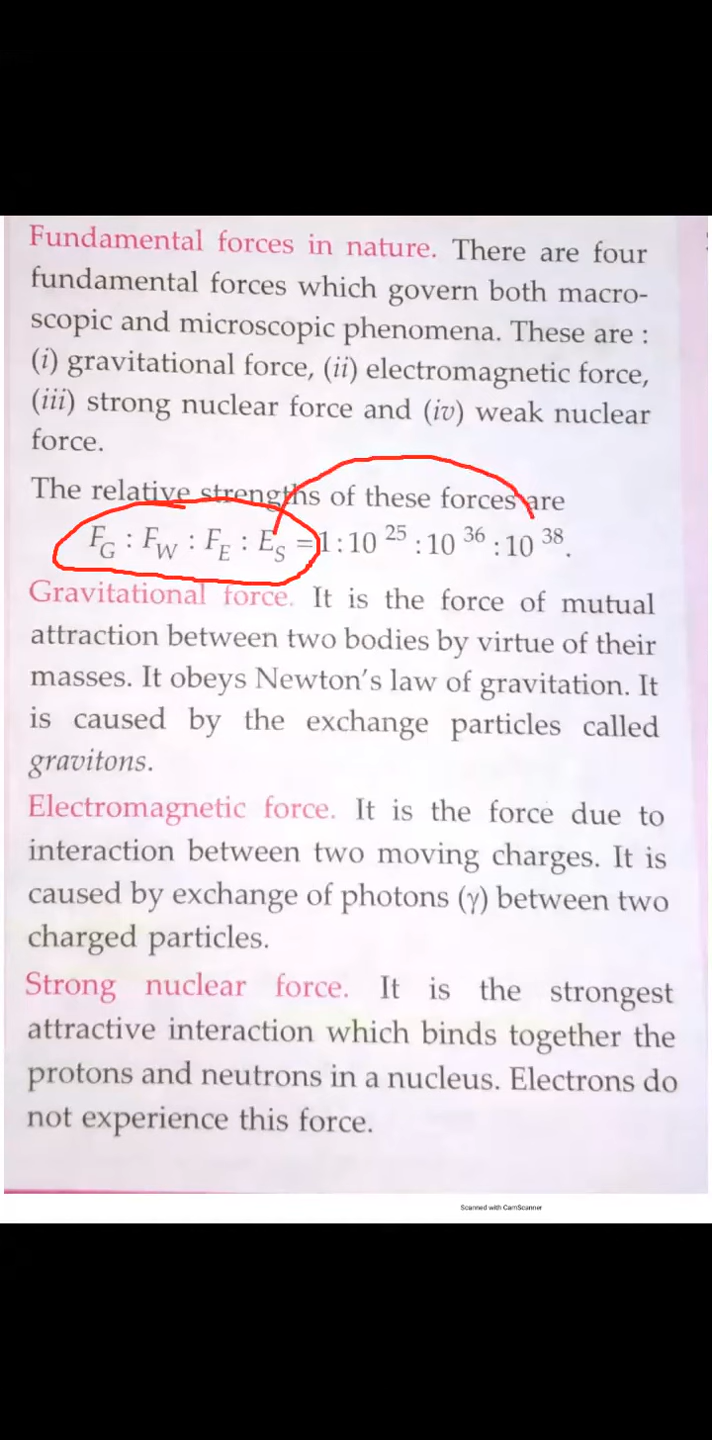 Fundamental forces in nature. There are four
fundamental forces which govern both macro-
scopic and microscopic phenomena. These are :
(i) gravitational force, (ii) electromagnetic force,
(iii) strong nuclear force and (iv) weak nuclear
force.
The relative strengths of these forces are
F_G : F_W : F_E : E_S = 1 : 10^25 : 10^36 : 10^38.
Gravitational force. It is the force of mutual
attraction between two bodies by virtue of their
masses. It obeys Newton's law of gravitation. It
is caused by the exchange particles called
gravitons.
Electromagnetic force. It is the force due to
interaction between two moving charges. It is
caused by exchange of photons (γ) between two
charged particles.
Strong nuclear force. It is the strongest
attractive interaction which binds together the
protons and neutrons in a nucleus. Electrons do
not experience this force.
Scanned with CamScanner